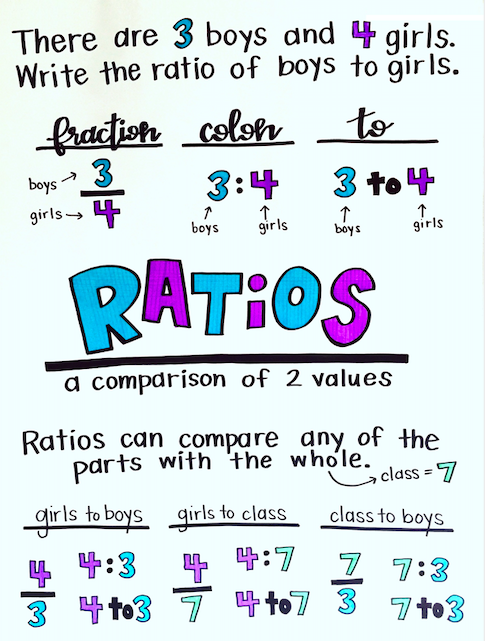 There are 3 boys and 4 girls.
Write the ratio of boys to girls.
fraction colon to
boys → 3
girls → 4
3:4
boys girls
3 to 4
boys girls
RATiOS
a comparison of 2 values
Ratios can compare any of the
parts with the whole.
class = 7
girls to boys girls to class class to boys
4/3 4:3 4 to 3
4/7 4:7 4 to 7
7/3 7:3 7 to 3